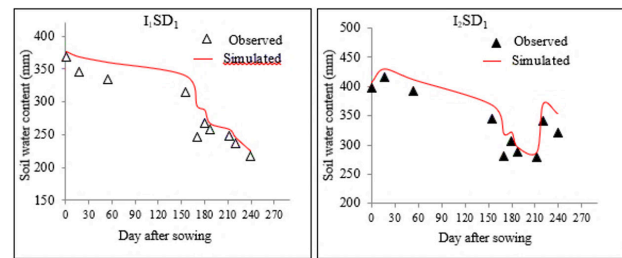 I₁SD₁
Observed
Simulated
Soil water content (mm)
400
350
300
250
200
150
0 30 60 90 120 150 180 210 240 270
Day after sowing
I₂SD₁
Observed
Simulated
Soil water content (mm)
500
450
400
350
300
250
200
0 30 60 90 120 150 180 210 240 270
Day after sowing